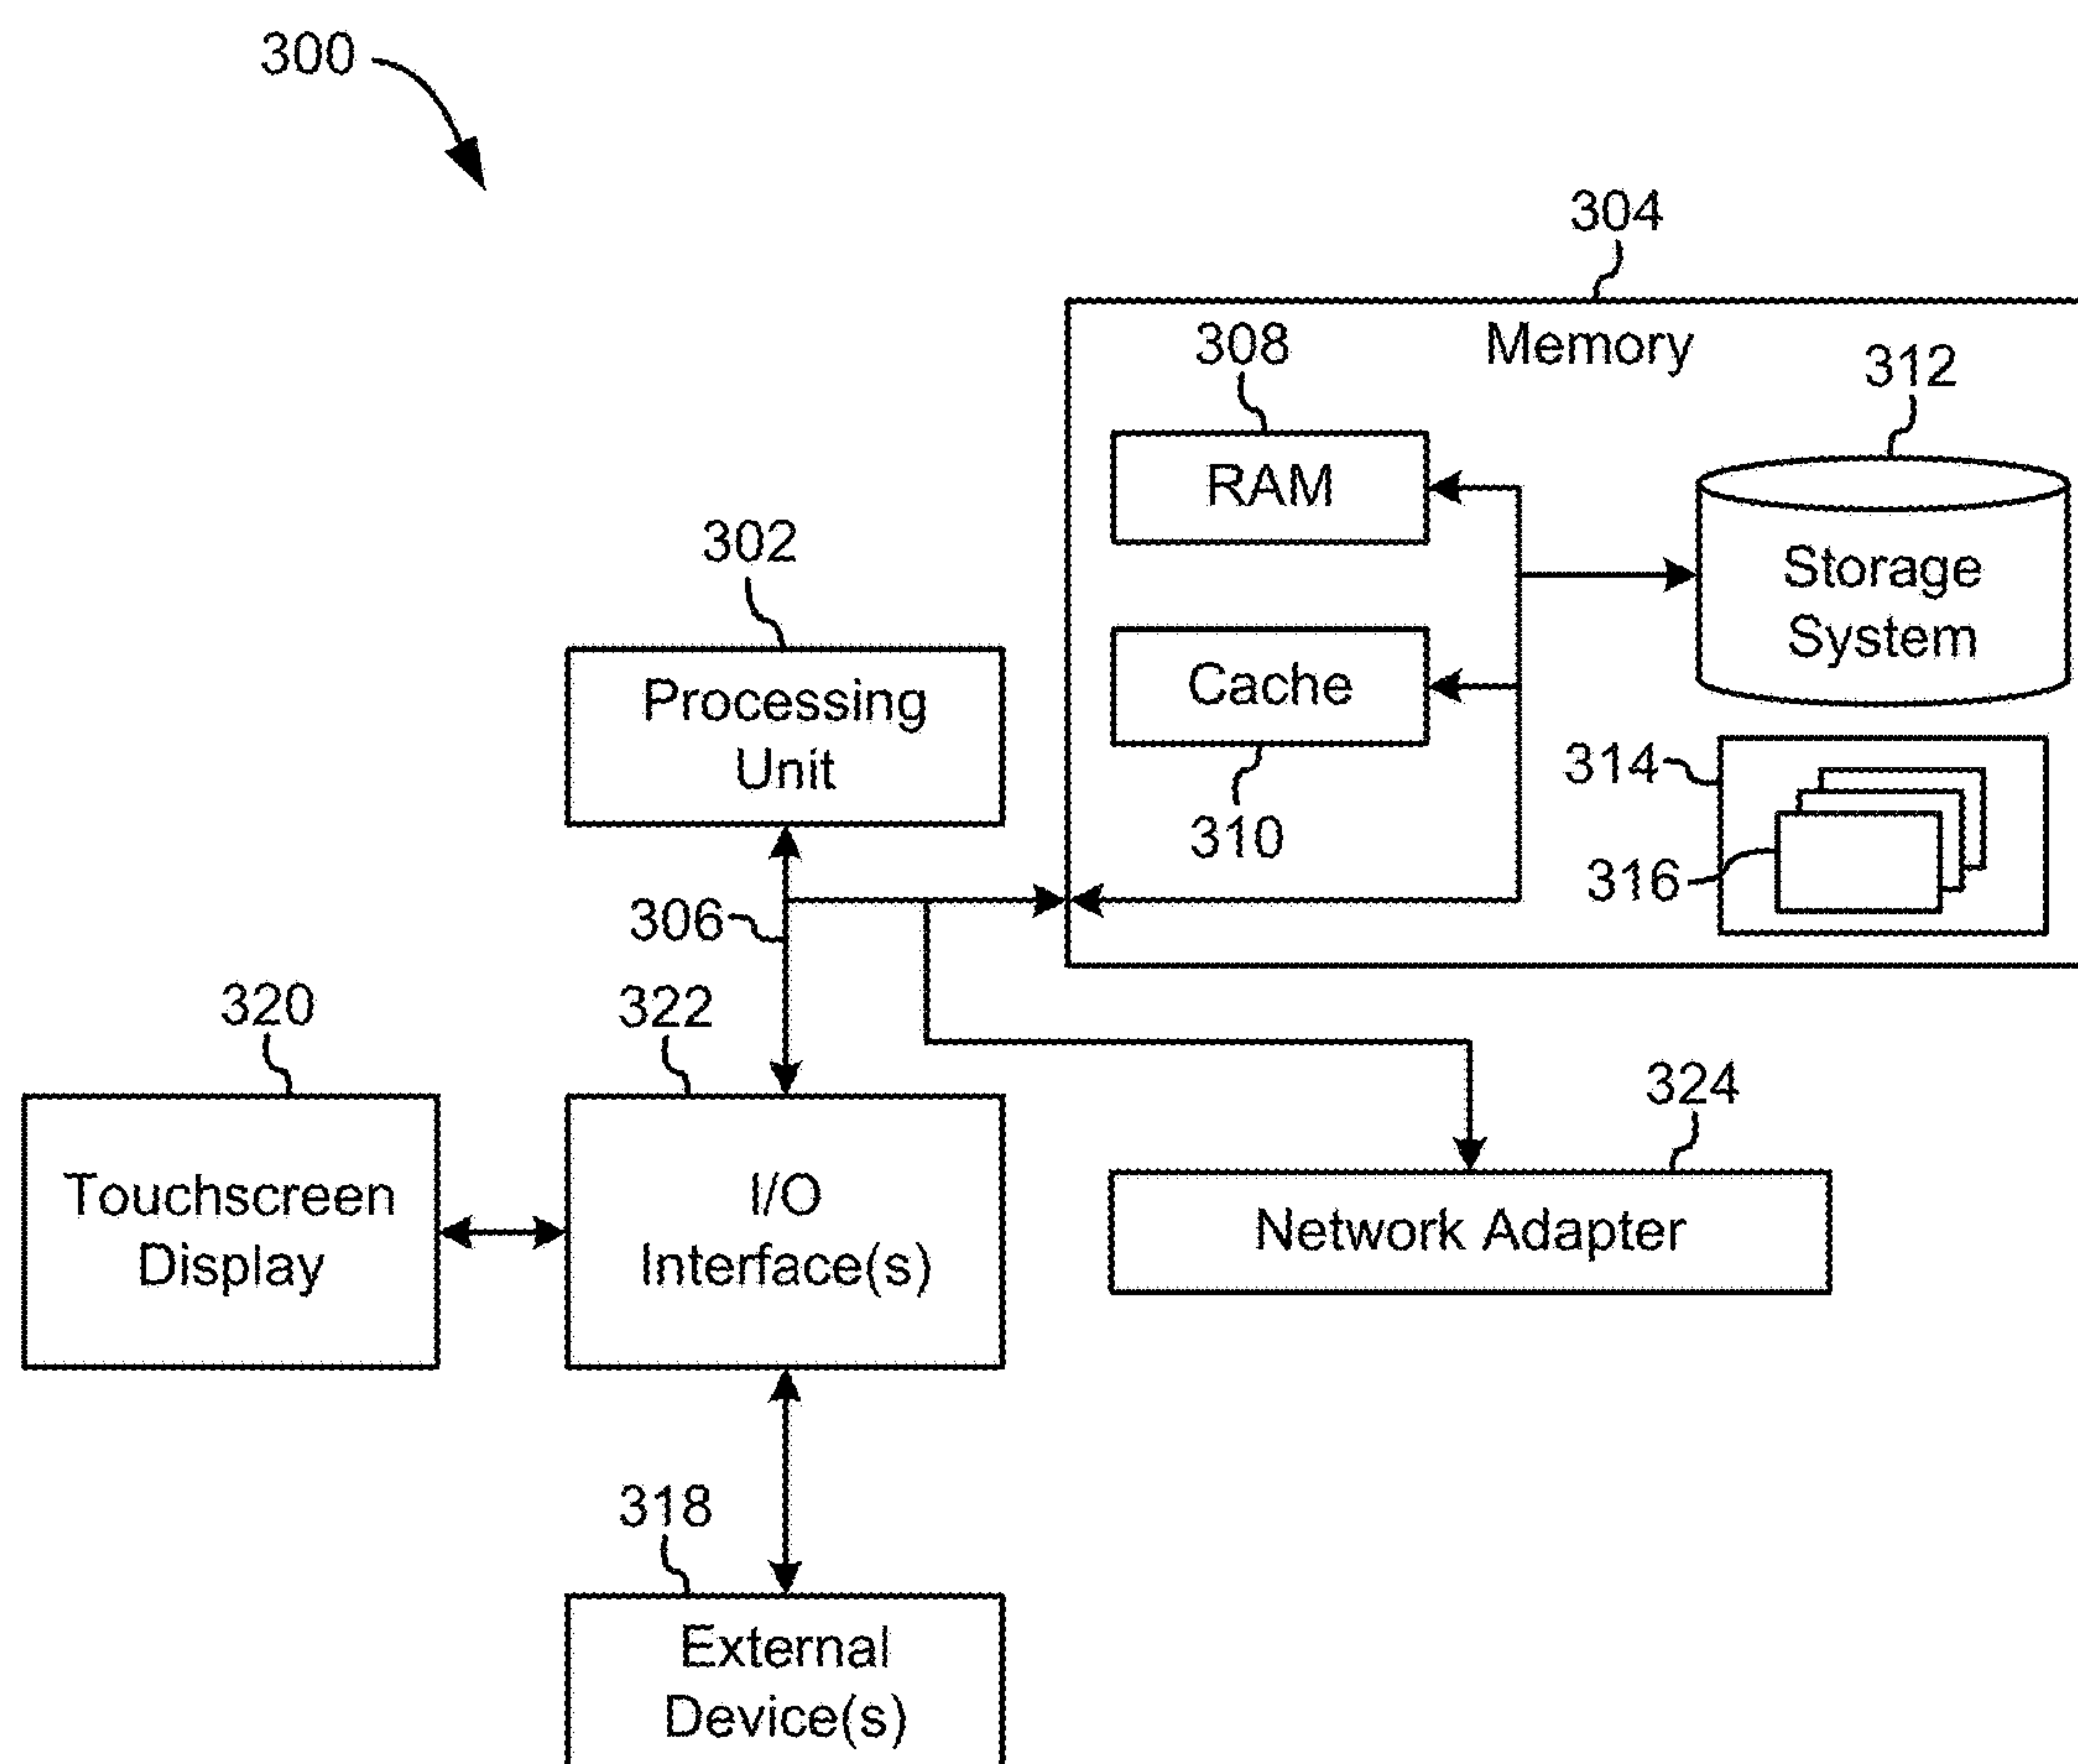 300
304
Memory
308
312
RAM
Storage
System
302
Processing
Unit
Cache
310
314
316
306
320
322
324
Touchscreen
Display
I/O
Interface(s)
Network Adapter
318
External
Device(s)